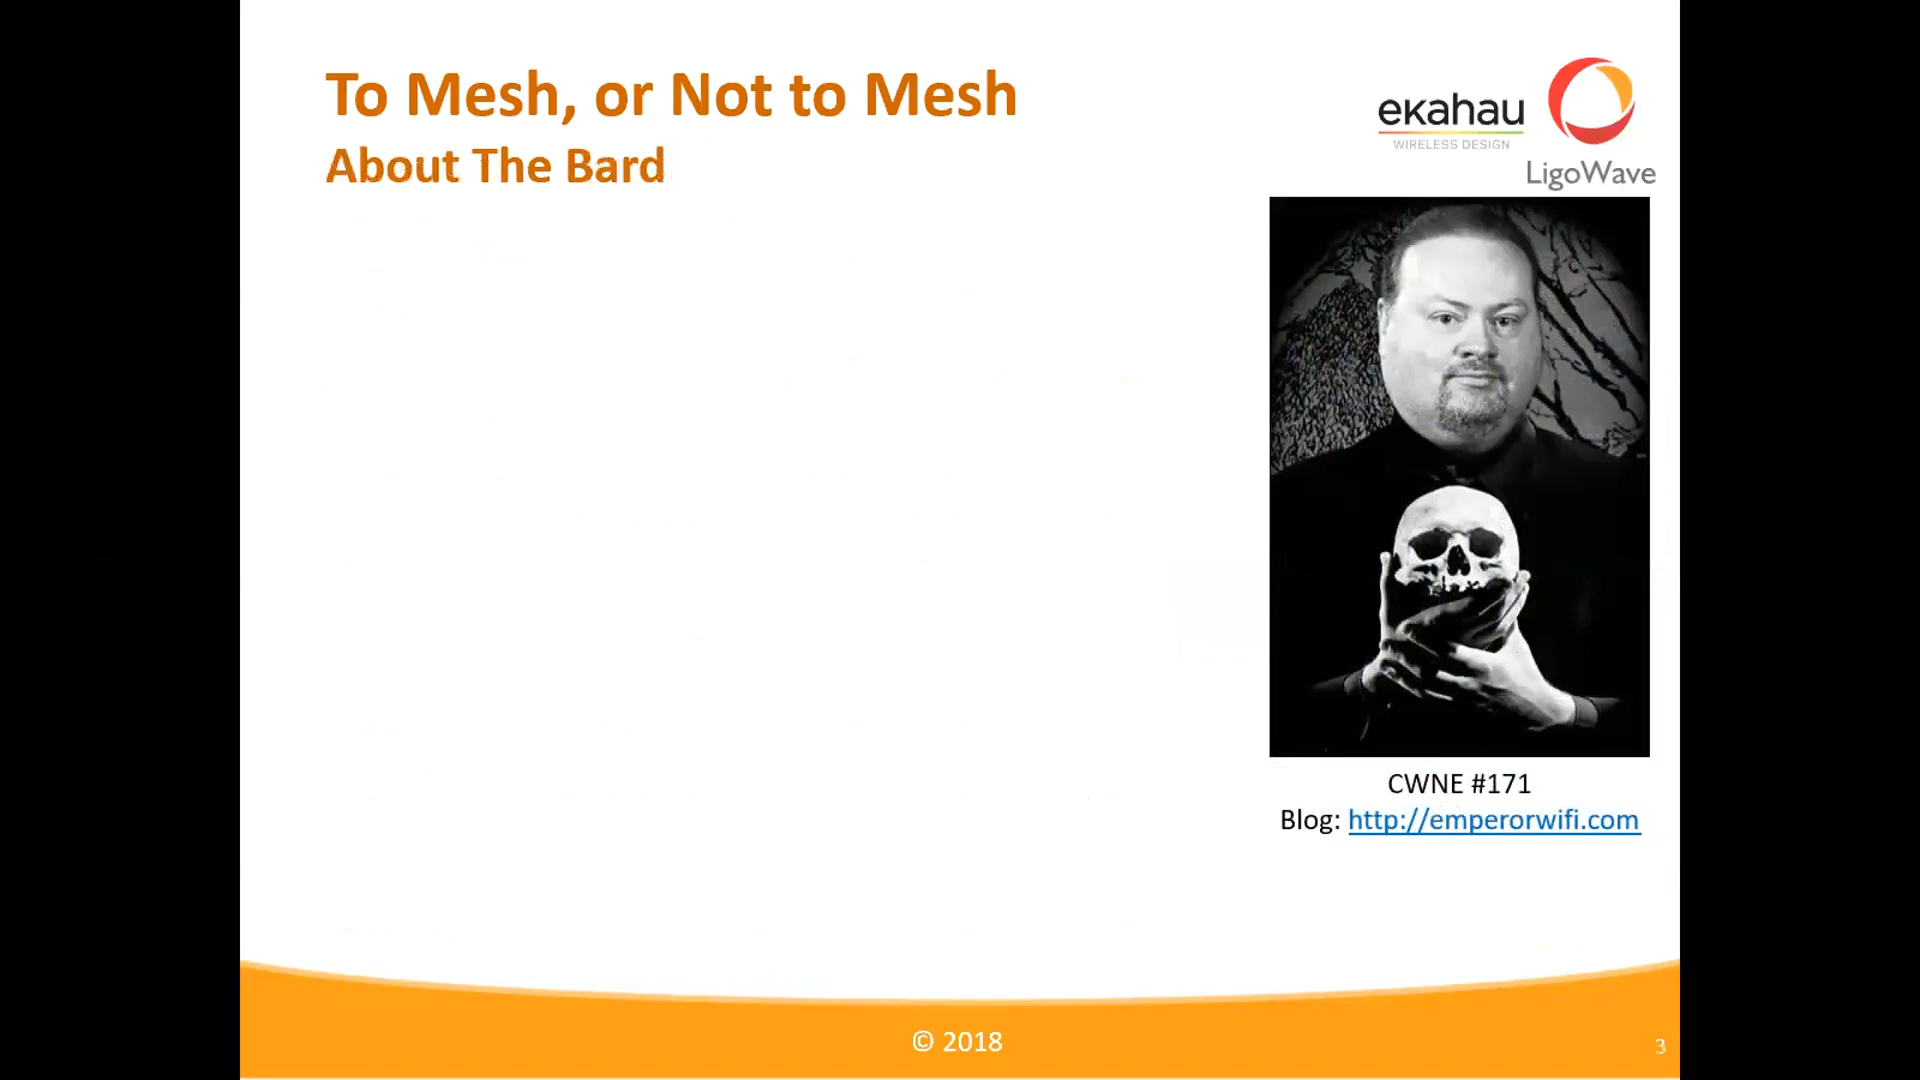 To Mesh, or Not to Mesh
About The Bard
ekahau
WIRELESS DESIGN
LigoWave
CWNE #171
Blog: http://emperorwifi.com
© 2018
3